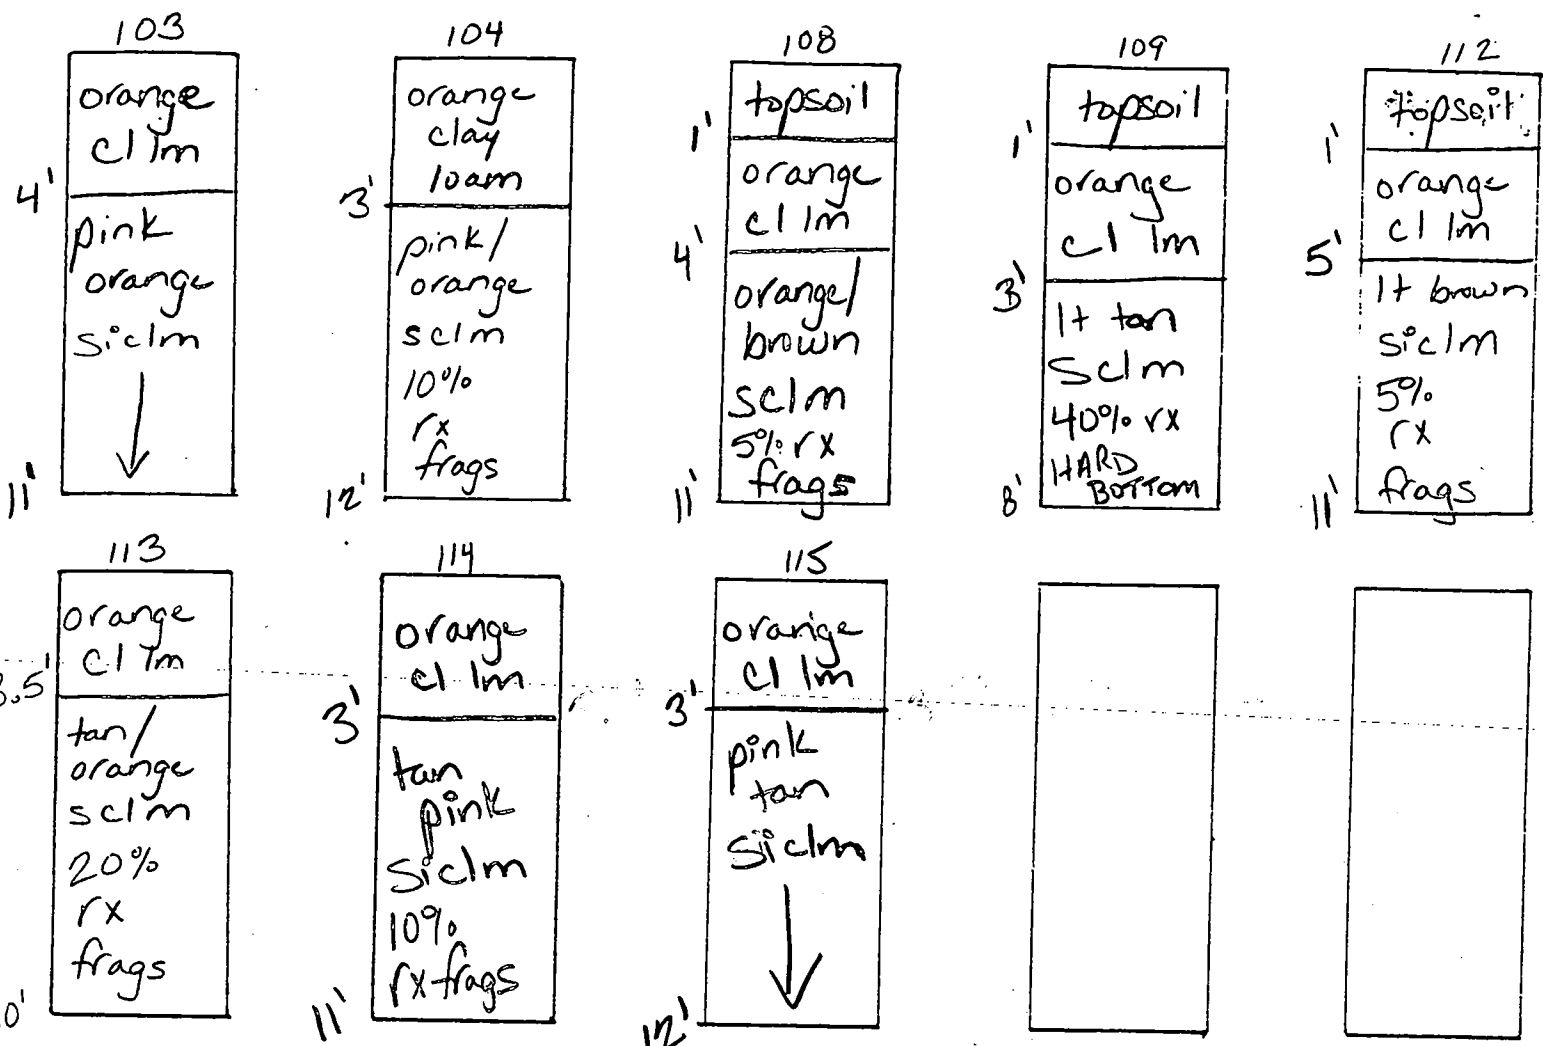 103
orange
cl lm
4'
pink
orange
siclm
11'
104
orange
clay
loam
3'
pink/
orange
sclm
10%
rx
frags
12'
108
topsoil
1'
orange
cl lm
4'
orange/
brown
sclm
5% rx
frags
11'
109
topsoil
1'
orange
cl lm
3'
lt tan
sclm
40% rx
HARD
BOTTOM
8'
112
topsoil
1'
orange
cl lm
5'
lt brown
siclm
5%
rx
frags
11'
113
orange
cl lm
3.5'
tan/
orange
sclm
20%
rx
frags
0'
114
orange
cl lm
3'
tan
pink
siclm
10%
rx frags
11'
115
orange
cl lm
3'
pink
tan
siclm
12'